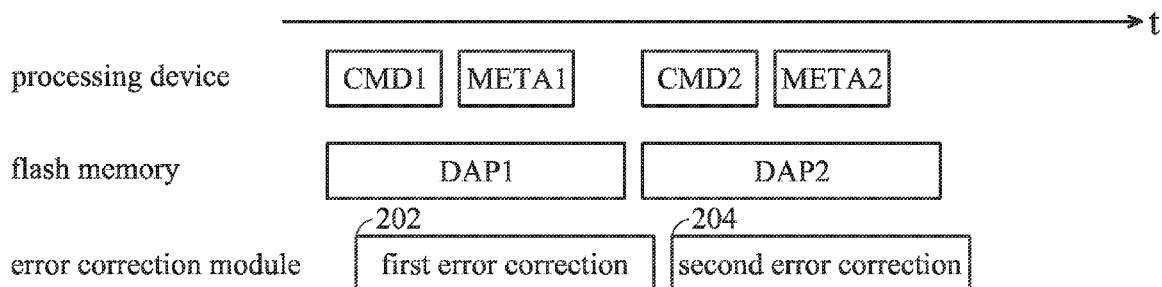 t
processing device CMD1 META1 CMD2 META2
flash memory DAP1 DAP2
202 204
error correction module first error correction second error correction